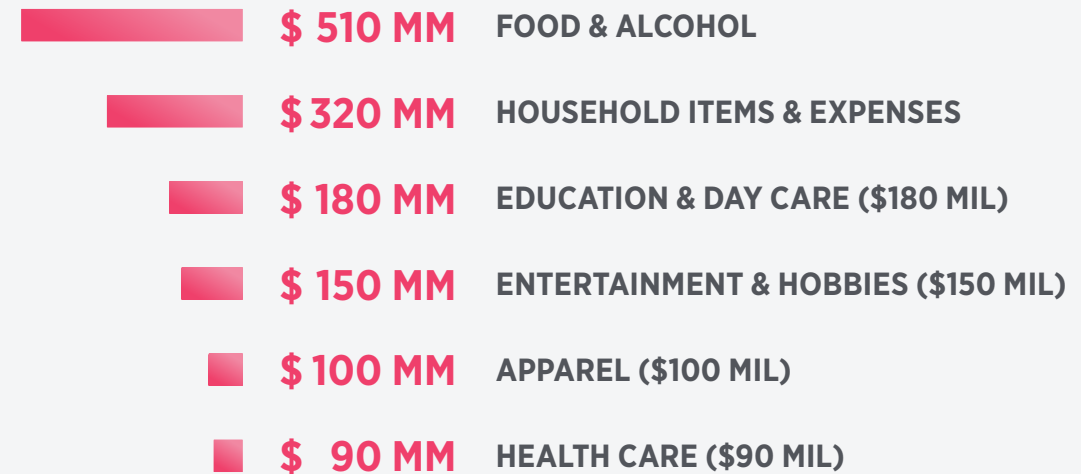 $ 510 MM FOOD & ALCOHOL
$ 320 MM HOUSEHOLD ITEMS & EXPENSES
$ 180 MM EDUCATION & DAY CARE ($180 MIL)
$ 150 MM ENTERTAINMENT & HOBBIES ($150 MIL)
$ 100 MM APPAREL ($100 MIL)
$ 90 MM HEALTH CARE ($90 MIL)